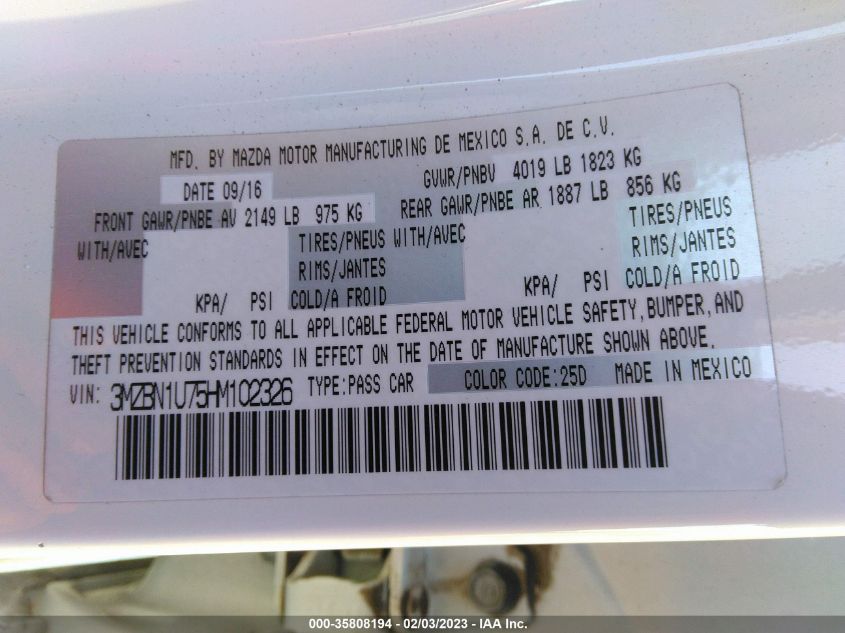 MFD. BY MAZDA MOTOR MANUFACTURING DE MEXICO S.A. DE C.V.
DATE 09/16 GVWR/PNBV 4019 LB 1823 KG
FRONT GAWR/PNBE AV 2149 LB 975 KG REAR GAWR/PNBE AR 1887 LB 856 KG
WITH/AVEC TIRES/PNEUS WITH/AVEC TIRES/PNEUS
RIMS/JANTES RIMS/JANTES
KPA/ PSI COLD/A FROID KPA/ PSI COLD/A FROID
THIS VEHICLE CONFORMS TO ALL APPLICABLE FEDERAL MOTOR VEHICLE SAFETY, BUMPER, AND
THEFT PREVENTION STANDARDS IN EFFECT ON THE DATE OF MANUFACTURE SHOWN ABOVE.
VIN: 3MZBN1U75HM102326 TYPE:PASS CAR COLOR CODE:25D MADE IN MEXICO
000-35808194 - 02/03/2023 - IAA Inc.